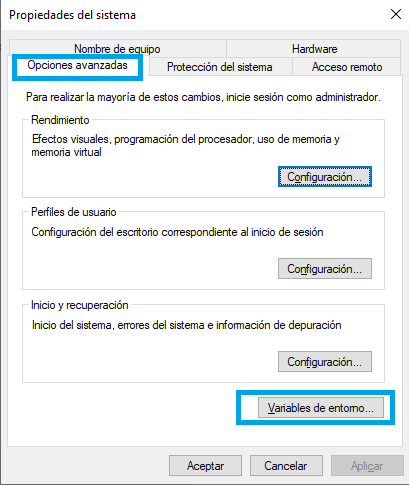 Propiedades del sistema
Nombre de equipo
Hardware
Opciones avanzadas
Protección del sistema
Acceso remoto
Para realizar la mayoría de estos cambios, inicie sesión como administrador.
Rendimiento
Efectos visuales, programación del procesador, uso de memoria y
memoria virtual
Configuración...
Perfiles de usuario
Configuración del escritorio correspondiente al inicio de sesión
Configuración...
Inicio y recuperación
Inicio del sistema, errores del sistema e información de depuración
Configuración...
Variables de entorno...
Aceptar
Cancelar
Aplicar